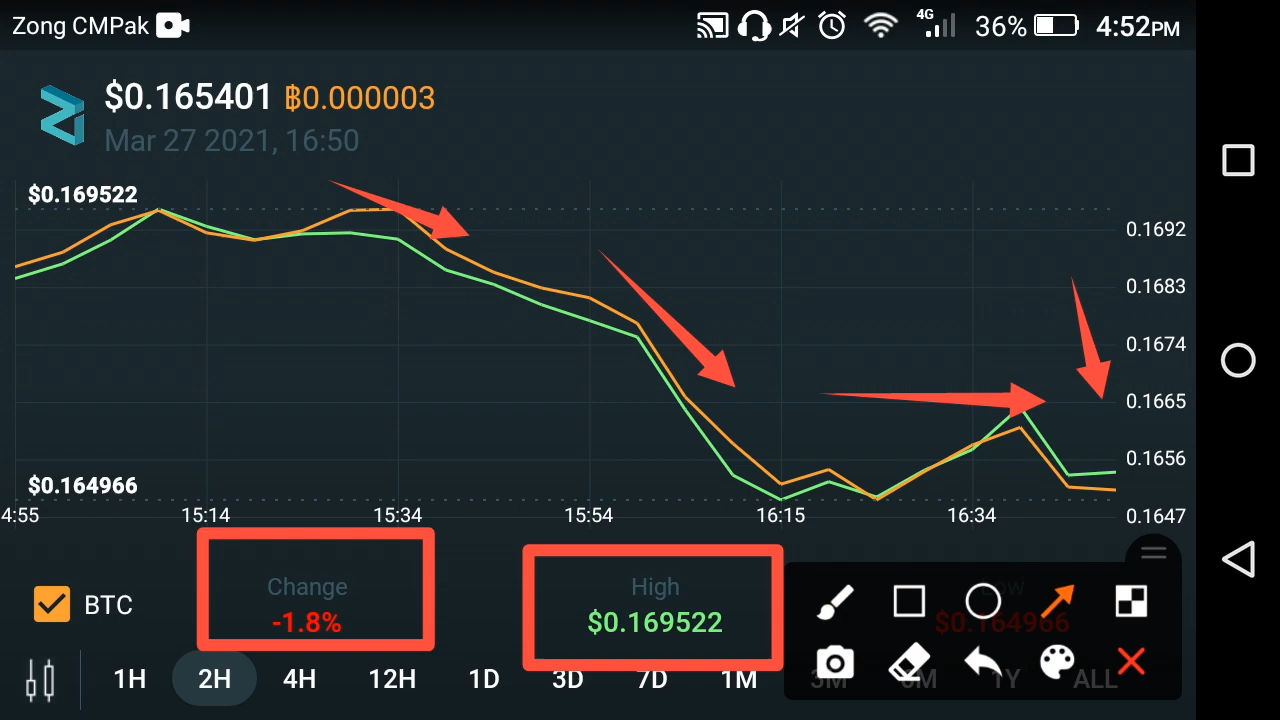 Zong CMPak 4G 36% 4:52PM
$0.165401 ฿0.000003
Mar 27 2021, 16:50
$0.169522
0.1692
0.1683
0.1674
0.1665
0.1656
$0.164966
0.1647
4:55 15:14 15:34 15:54 16:15 16:34
Change High Low
BTC -1.8% $0.169522 $0.164966
1H 2H 4H 12H 1D 3D 7D 1M 3M 6M 1Y ALL